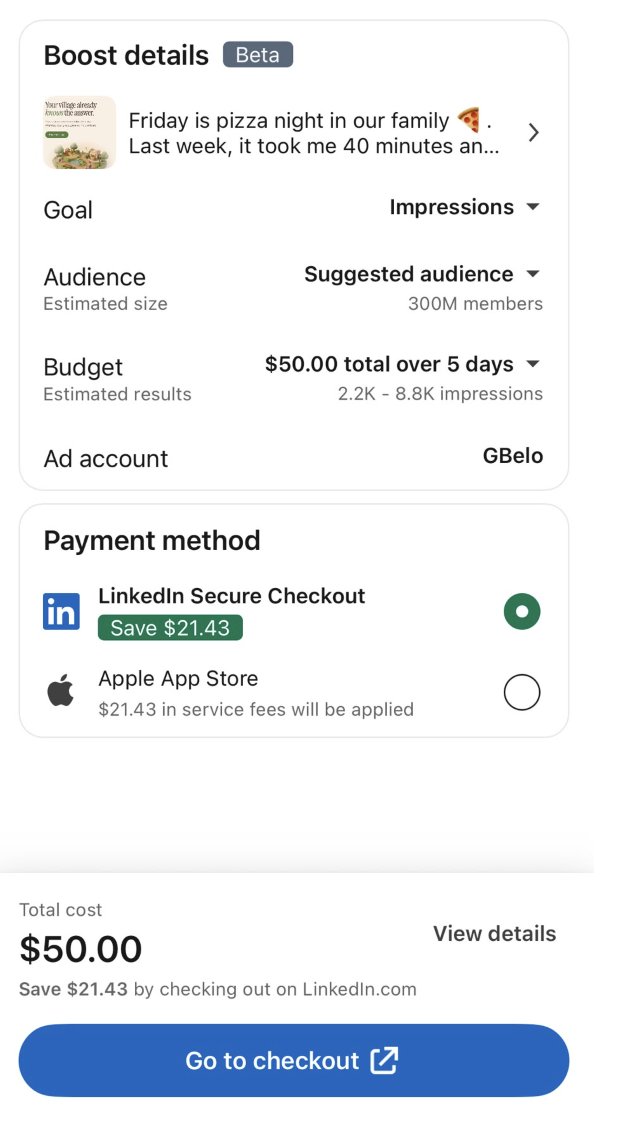 Boost details Beta
Your village already
knows the answer.
Friday is pizza night in our family 🍕.
Last week, it took me 40 minutes an...
Goal
Impressions
Audience
Suggested audience
Estimated size
300M members
Budget
$50.00 total over 5 days
Estimated results
2.2K - 8.8K impressions
Ad account
GBelo
Payment method
in
LinkedIn Secure Checkout
Save $21.43
Apple App Store
$21.43 in service fees will be applied
Total cost
$50.00
View details
Save $21.43 by checking out on LinkedIn.com
Go to checkout